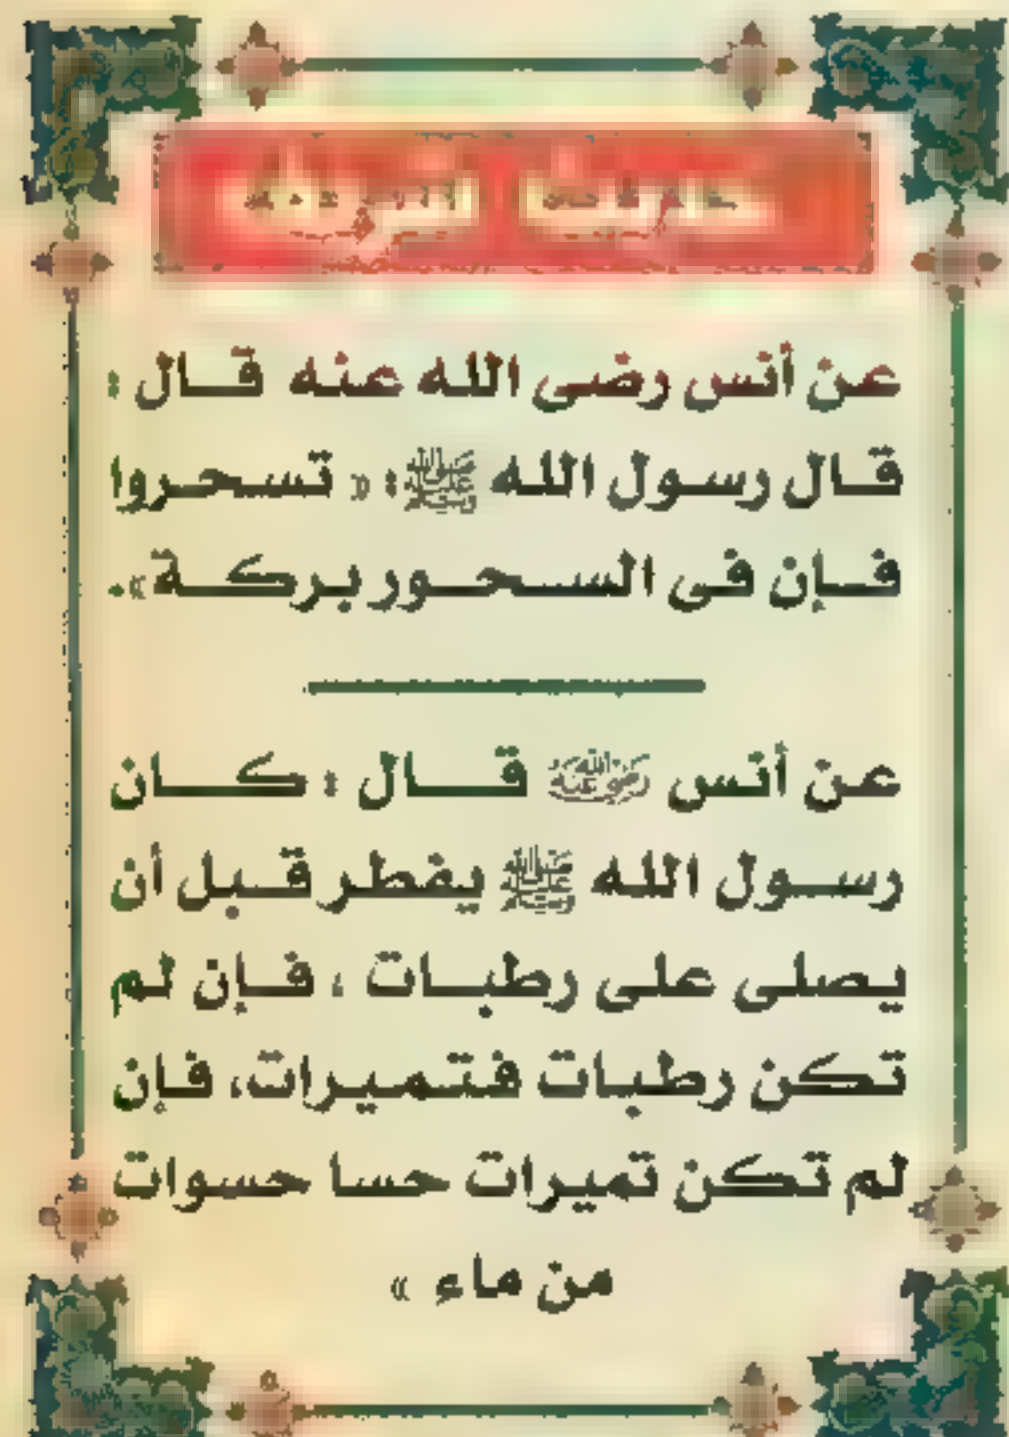 عن أنس رضى الله عنه قال :
قال رسول الله ﷺ : « تسحروا
فإن فى السحور بركة » .
عن أنس رضي الله عنه قال : كان
رسول الله ﷺ يفطر قبل أن
يصلى على رطبات ، فإن لم
تكن رطبات فتميرات، فإن
لم تكن تميرات حسا حسوات
من ماء »